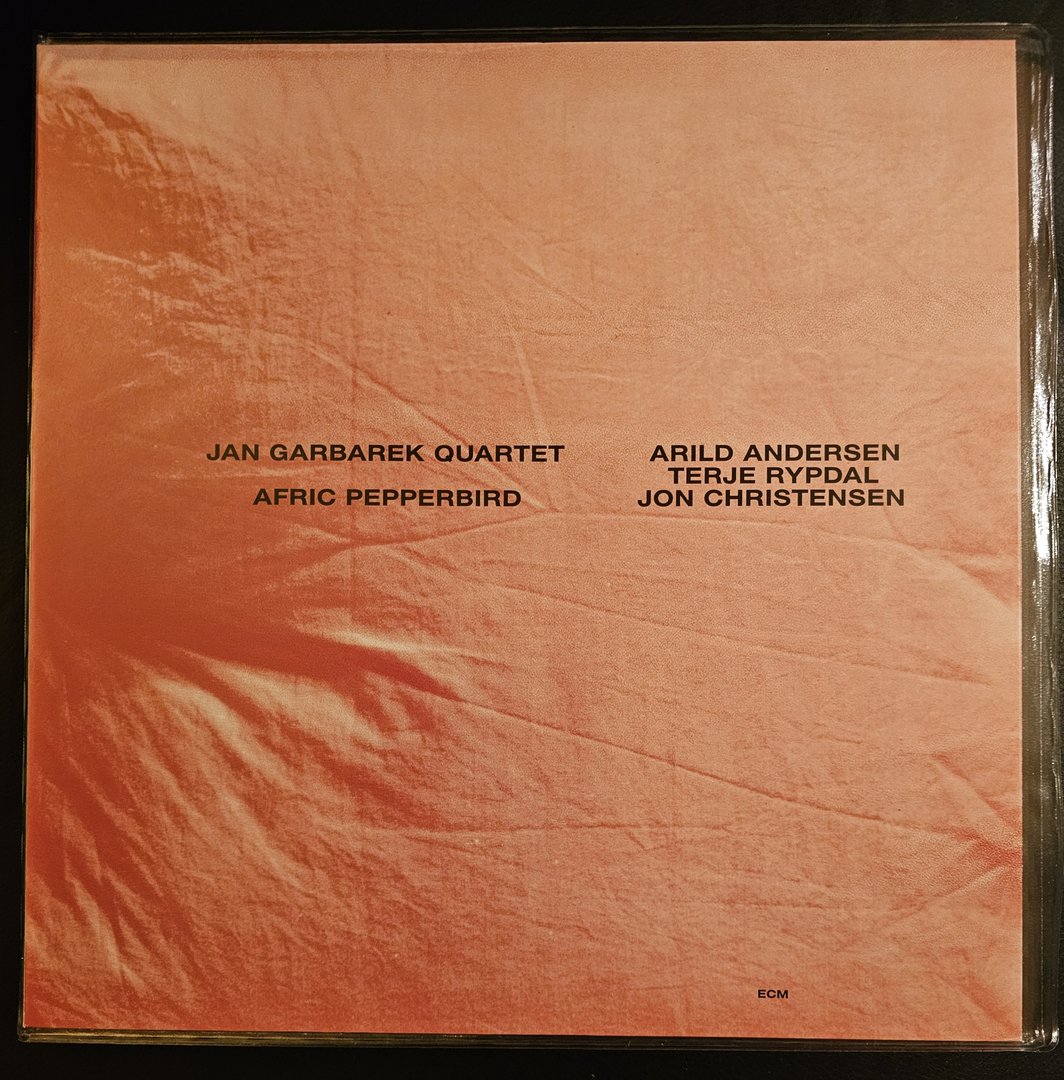 JAN GARBAREK QUARTET
AFRIC PEPPERBIRD
ARILD ANDERSEN
TERJE RYPDAL
JON CHRISTENSEN
ECM